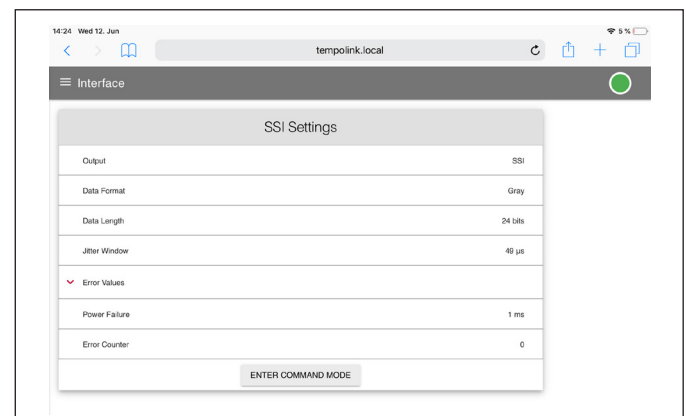 14:24 Wed 12. Jun 5 %
tempolink.local
Interface
SSI Settings
Output SSI
Data Format Gray
Data Length 24 bits
Jitter Window 49 µs
Error Values
Power Failure 1 ms
Error Counter 0
ENTER COMMAND MODE